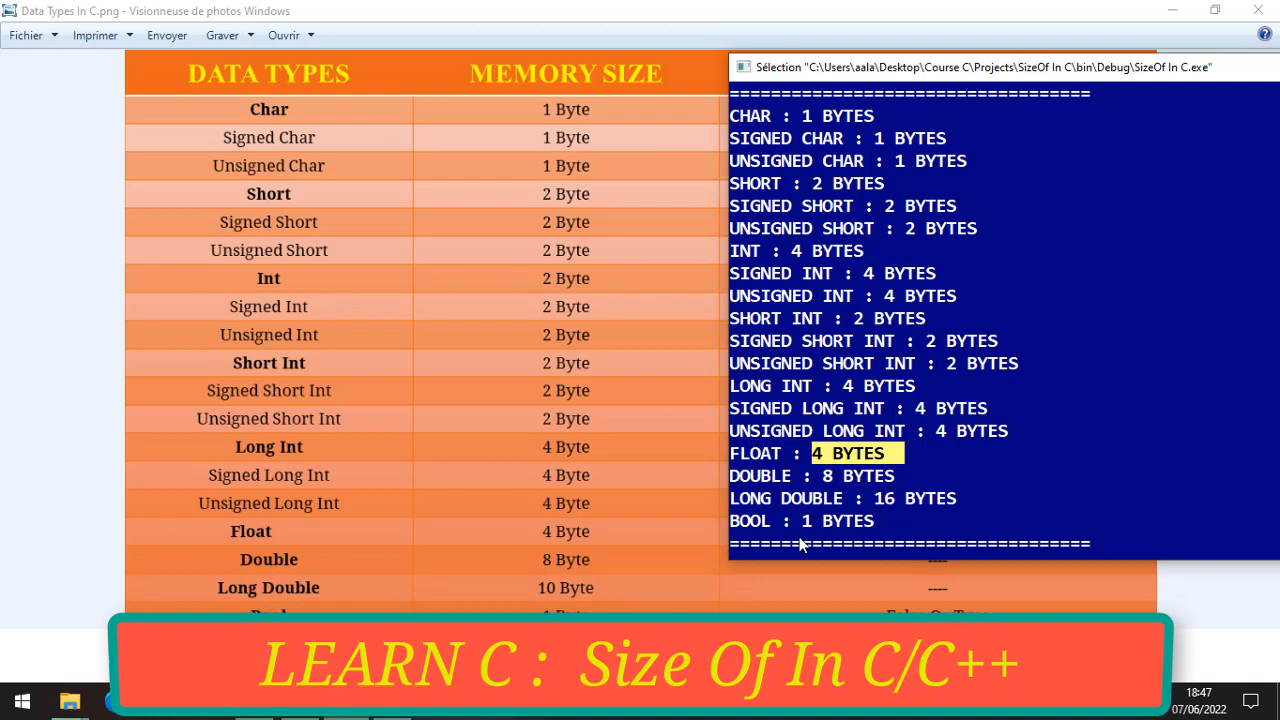 Data Types In C.png - Visionneuse de photos Windows
Fichier Imprimer Envoyer Graver Ouvrir
DATA TYPES MEMORY SIZE
Char 1 Byte
Signed Char 1 Byte
Unsigned Char 1 Byte
Short 2 Byte
Signed Short 2 Byte
Unsigned Short 2 Byte
Int 2 Byte
Signed Int 2 Byte
Unsigned Int 2 Byte
Short Int 2 Byte
Signed Short Int 2 Byte
Unsigned Short Int 2 Byte
Long Int 4 Byte
Signed Long Int 4 Byte
Unsigned Long Int 4 Byte
Float 4 Byte
Double 8 Byte ----
Long Double 10 Byte ----
Sélection "C:\Users\aala\Desktop\Course C\Projects\SizeOf In C\bin\Debug\SizeOf In C.exe"
===================================
CHAR : 1 BYTES
SIGNED CHAR : 1 BYTES
UNSIGNED CHAR : 1 BYTES
SHORT : 2 BYTES
SIGNED SHORT : 2 BYTES
UNSIGNED SHORT : 2 BYTES
INT : 4 BYTES
SIGNED INT : 4 BYTES
UNSIGNED INT : 4 BYTES
SHORT INT : 2 BYTES
SIGNED SHORT INT : 2 BYTES
UNSIGNED SHORT INT : 2 BYTES
LONG INT : 4 BYTES
SIGNED LONG INT : 4 BYTES
UNSIGNED LONG INT : 4 BYTES
FLOAT : 4 BYTES
DOUBLE : 8 BYTES
LONG DOUBLE : 16 BYTES
BOOL : 1 BYTES
===================================
LEARN C : Size Of In C/C++
18:47
07/06/2022